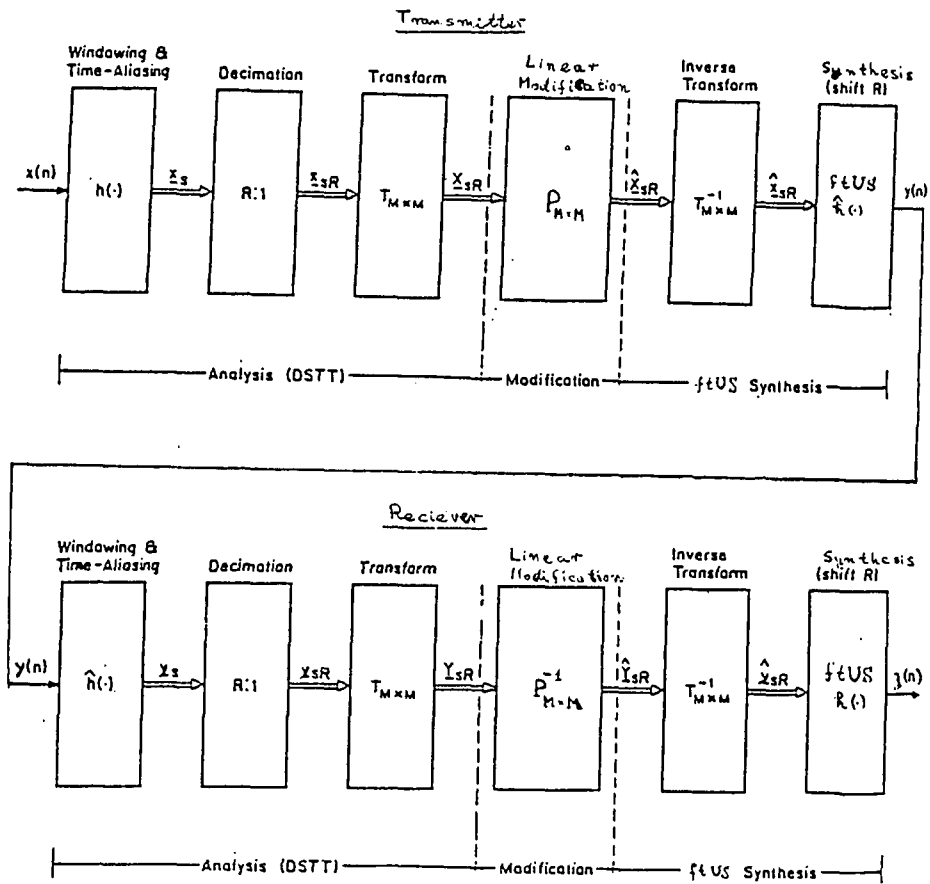 Transmitter
Windowing &
Time-Aliasing
Decimation
Transform
Linear
Modification
Inverse
Transform
Synthesis
(shift R)
x(n)
h(·)
x_s
R:1
x_sR
T_M×M
X_sR
P_M×M
X̂_sR
T⁻¹_M×M
x̂_sR
ftUS
ĥ(·)
y(n)
Analysis (DSTT)
Modification
ftUS Synthesis
Reciever
Windowing &
Time-Aliasing
Decimation
Transform
Linear
Modification
Inverse
Transform
Synthesis
(shift R)
y(n)
ĥ(·)
y_s
R:1
y_sR
T_M×M
Y_sR
P⁻¹_M×M
Ŷ_sR
T⁻¹_M×M
ŷ_sR
ftUS
h(·)
z(n)
Analysis (DSTT)
Modification
ftUS Synthesis